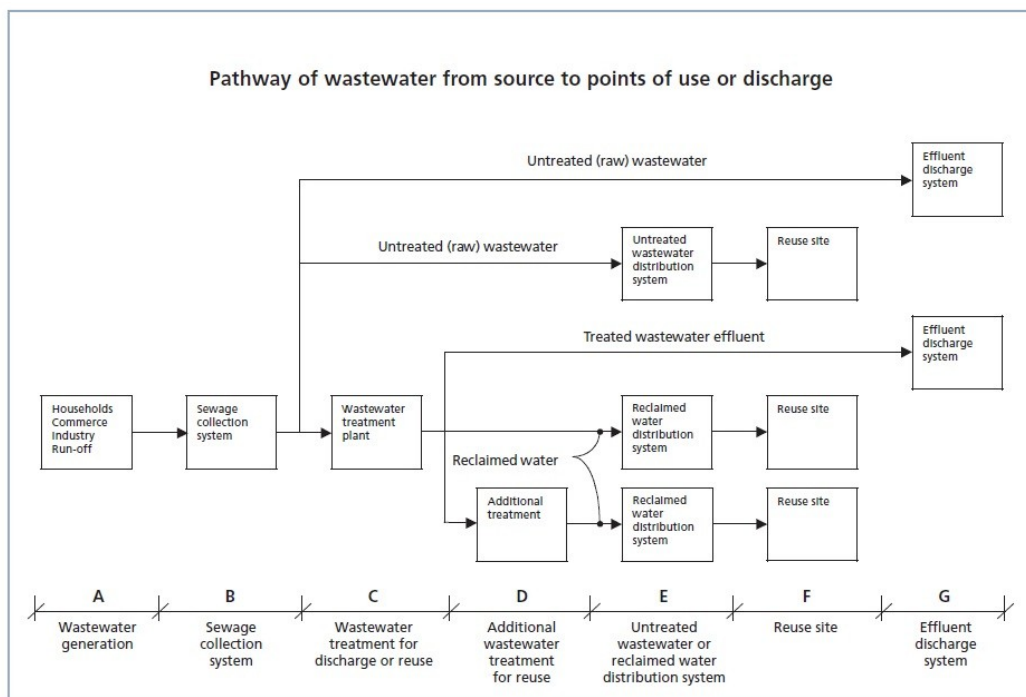 Pathway of wastewater from source to points of use or discharge
Untreated (raw) wastewater
Effluent
discharge
system
Untreated (raw) wastewater
Untreated
wastewater
distribution
system
Reuse site
Treated wastewater effluent
Effluent
discharge
system
Households
Commerce
Industry
Run-off
Sewage
collection
system
Wastewater
treatment
plant
Reclaimed
water
distribution
system
Reuse site
Reclaimed water
Additional
treatment
Reclaimed
water
distribution
system
Reuse site
A
B
C
D
E
F
G
Wastewater
generation
Sewage
collection
system
Wastewater
treatment for
discharge or reuse
Additional
wastewater
treatment
for reuse
Untreated
wastewater or
reclaimed water
distribution system
Reuse site
Effluent
discharge
system